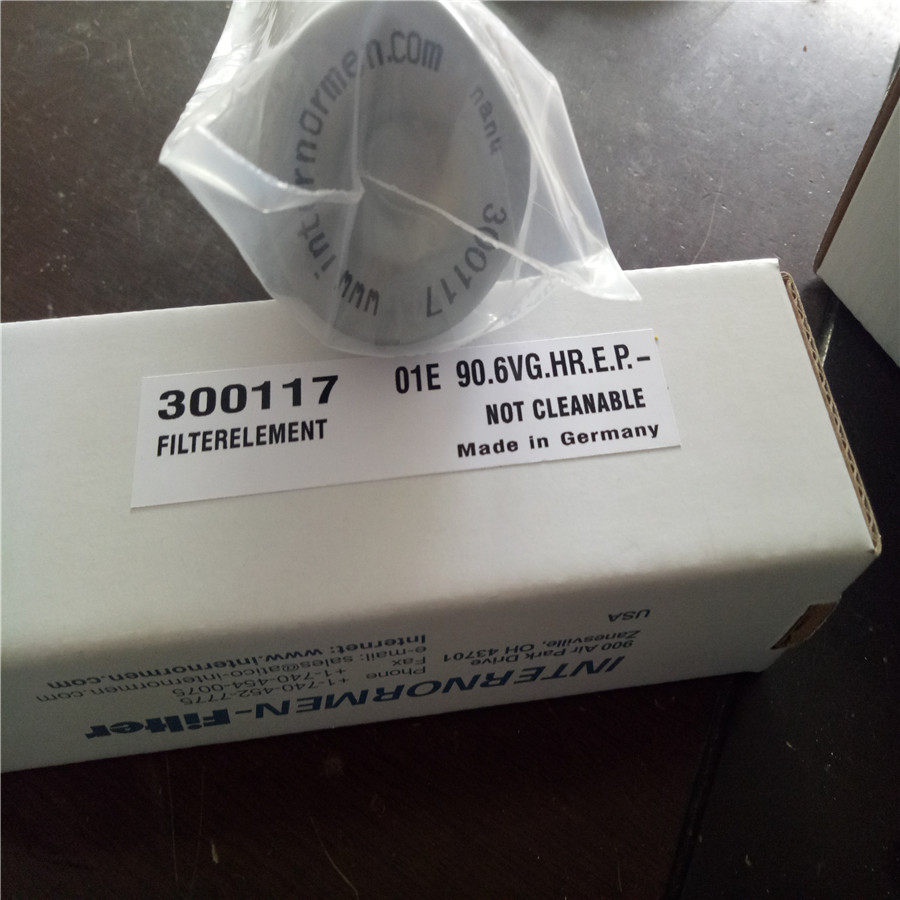 www.internormen.com
300117
300117
FILTERELEMENT
01E 90.6VG.HR.E.P.-
NOT CLEANABLE
Made in Germany
INTERNORMEN-Filter
900 Air Park Drive
Zanesville, OH 43701
USA
Phone +1-740-452-7775
Fax +1-740-454-0075
e-mail: sales@atico-internormen.com
Internet: www.internormen.com